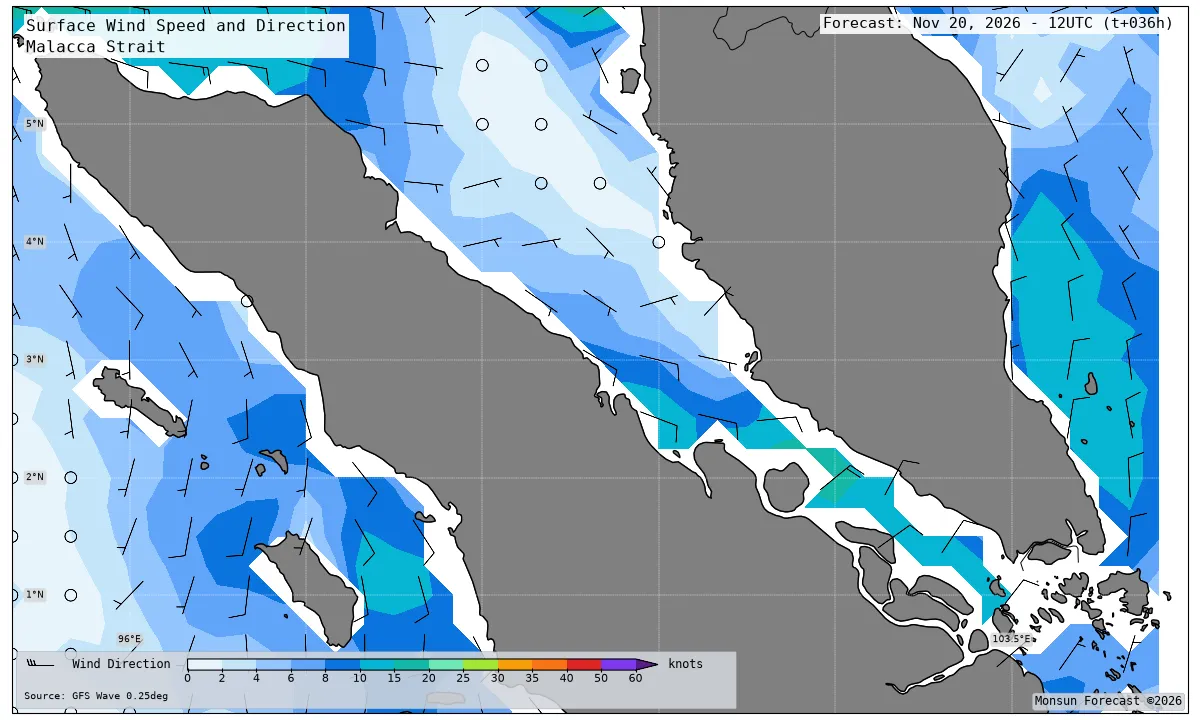 Surface Wind Speed and Direction
Malacca Strait
Forecast: Nov 20, 2026 - 12UTC (t+036h)
5°N
4°N
3°N
2°N
1°N
96°E
103.5°E
Wind Direction
knots
0 2 4 6 8 10 15 20 25 30 35 40 50 60
Source: GFS Wave 0.25deg
Monsun Forecast ©2026